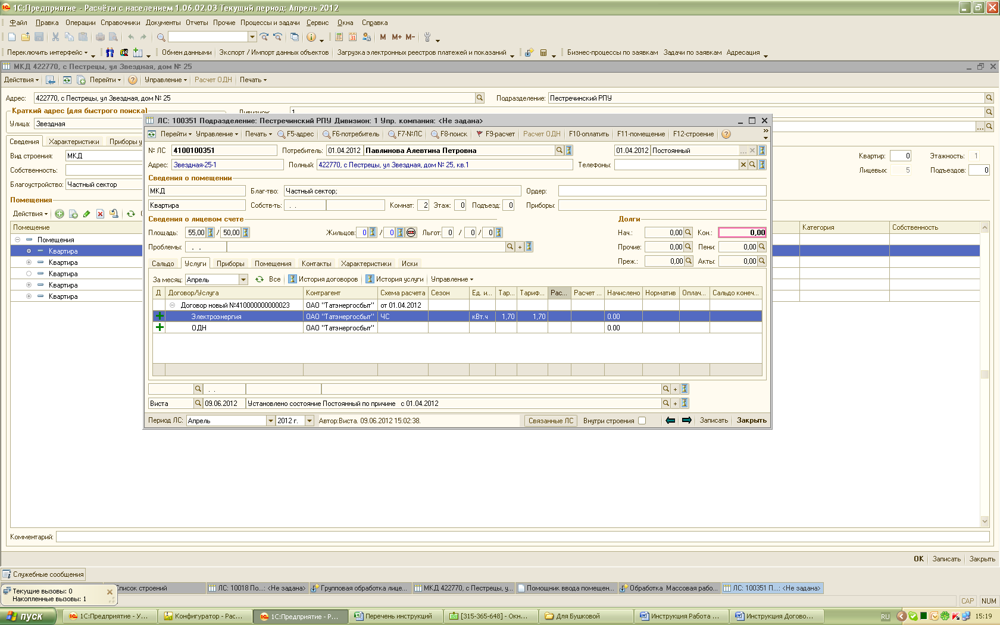 1С:Предприятие - Расчёты с населением 1.06.02.03 Текущий период: Апрель 2012
Файл Правка Операции Справочники Документы Отчеты Прочие Процессы и задачи Сервис Окна Справка
M M+ M-
Переключить интерфейс Обмен данными Экспорт / Импорт данных объектов Загрузка электронных реестров платежей и показаний Бизнес-процессы по заявкам Задачи по заявкам Адресация
МКД 422770, с Пестрецы, ул Звездная, дом № 25
Действия Перейти Управление Расчет ОДН Печать
Адрес: 422770, с Пестрецы, ул Звездная, дом № 25 Подразделение: Пестречинский РПУ
Краткий адрес (для быстрого поиска) Дивизион: 1
Улица: Звездная
Сведения Характеристики Приборы у
Вид строения: МКД Квартир: 0 Этажность: 1
Собственность: Лицевых: 5 Подъездов: 0
Благоустройство: Частный сектор
Помещения
Действия
Помещение Категория Собственность
Помещения
Квартира
Квартира
Квартира
Квартира
Квартира
ЛС: 100351 Подразделение: Пестречинский РПУ Дивизион: 1 Упр. компания: <Не задана>
Перейти Управление Печать F5-адрес F6-потребитель F7-№ЛС F8-поиск F9-расчет Расчет ОДН F10-оплатить F11-помещение F12-строение
№ ЛС 4100100351 Потребитель: 01.04.2012 Павлинова Алевтина Петровна 01.04.2012 Постоянный
Адрес: Звездная-25-1 Полный: 422770, с Пестрецы, ул Звездная, дом № 25, кв.1 Телефоны:
Сведения о помещении
МКД Благ-тво: Частный сектор; Ордер:
Квартира Собств-ть: . . Комнат: 2 Этаж: 0 Подъезд: 0 Приборы:
Сведения о лицевом счете Долги
Площадь: 55,00 / 50,00 Жильцов: 0 / 0 Льгот: 0 / 0 / 0 Нач.: 0,00 Кон.: 0,00
Проблемы: . . Прочие: 0,00 Пени: 0,00
Преж.: 0,00 Акты: 0,00
Сальдо Услуги Приборы Помещения Контакты Характеристики Иски
За месяц: Апрель Все История договоров История услуги Управление
Д Договор/Услуга Контрагент Схема расчета Сезон Ед. и... Тар... Тариф... Рас... Расчет ... Начислено Норматив Оплач... Сальдо конеч...
Договор новый №410000000000023 ОАО "Татэнергосбыт" от 01.04.2012
Электроэнергия ОАО "Татэнергосбыт" ЧС кВт.ч 1,70 1,70 0.00
ОДН ОАО "Татэнергосбыт" 0.00
. .
Виста 09.06.2012 Установлено состояние Постоянный по причине с 01.04.2012
Период ЛС: Апрель 2012 г. Автор:Виста. 09.06.2012 15:02:38. Связанные ЛС Внутри строения Записать Закрыть
Комментарий:
OK Записать Закрыть
Служебные сообщения
Список строений ЛС: 10018 По...: <Не задана> Групповая обработка лице... МКД 422770, с Пестрецы, у... Помощник ввода помещен... Обработка Массовая рабо... ЛС: 100351 П...: <Не задана>
Текущие вызовы: 0
Накопленные вызовы: 1
CAP NUM
пуск 1С:Предприятие - У... Конфигуратор - Рас... 1С:Предприятие - Р... Перечень инструкций [315-365-648] - Окн... Для Бушковой Инструкция Работа ... Инструкция Догово... RU 15:19